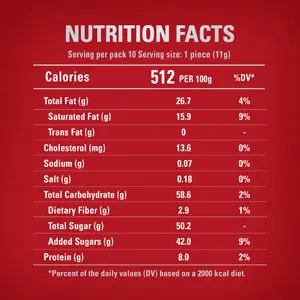 NUTRITION FACTS
Serving per pack 10 Serving size: 1 piece (11g)
Calories 512 PER 100g %DV*
Total Fat (g) 26.7 4%
Saturated Fat (g) 15.9 9%
Trans Fat (g) 0 -
Cholesterol (mg) 13.6 0%
Sodium (g) 0.07 0%
Salt (g) 0.18 0%
Total Carbohydrate (g) 58.6 2%
Dietary Fiber (g) 2.9 1%
Total Sugar (g) 50.2 -
Added Sugars (g) 42.0 9%
Protein (g) 8.0 2%
*Percent of the daily values (DV) based on a 2000 kcal diet.